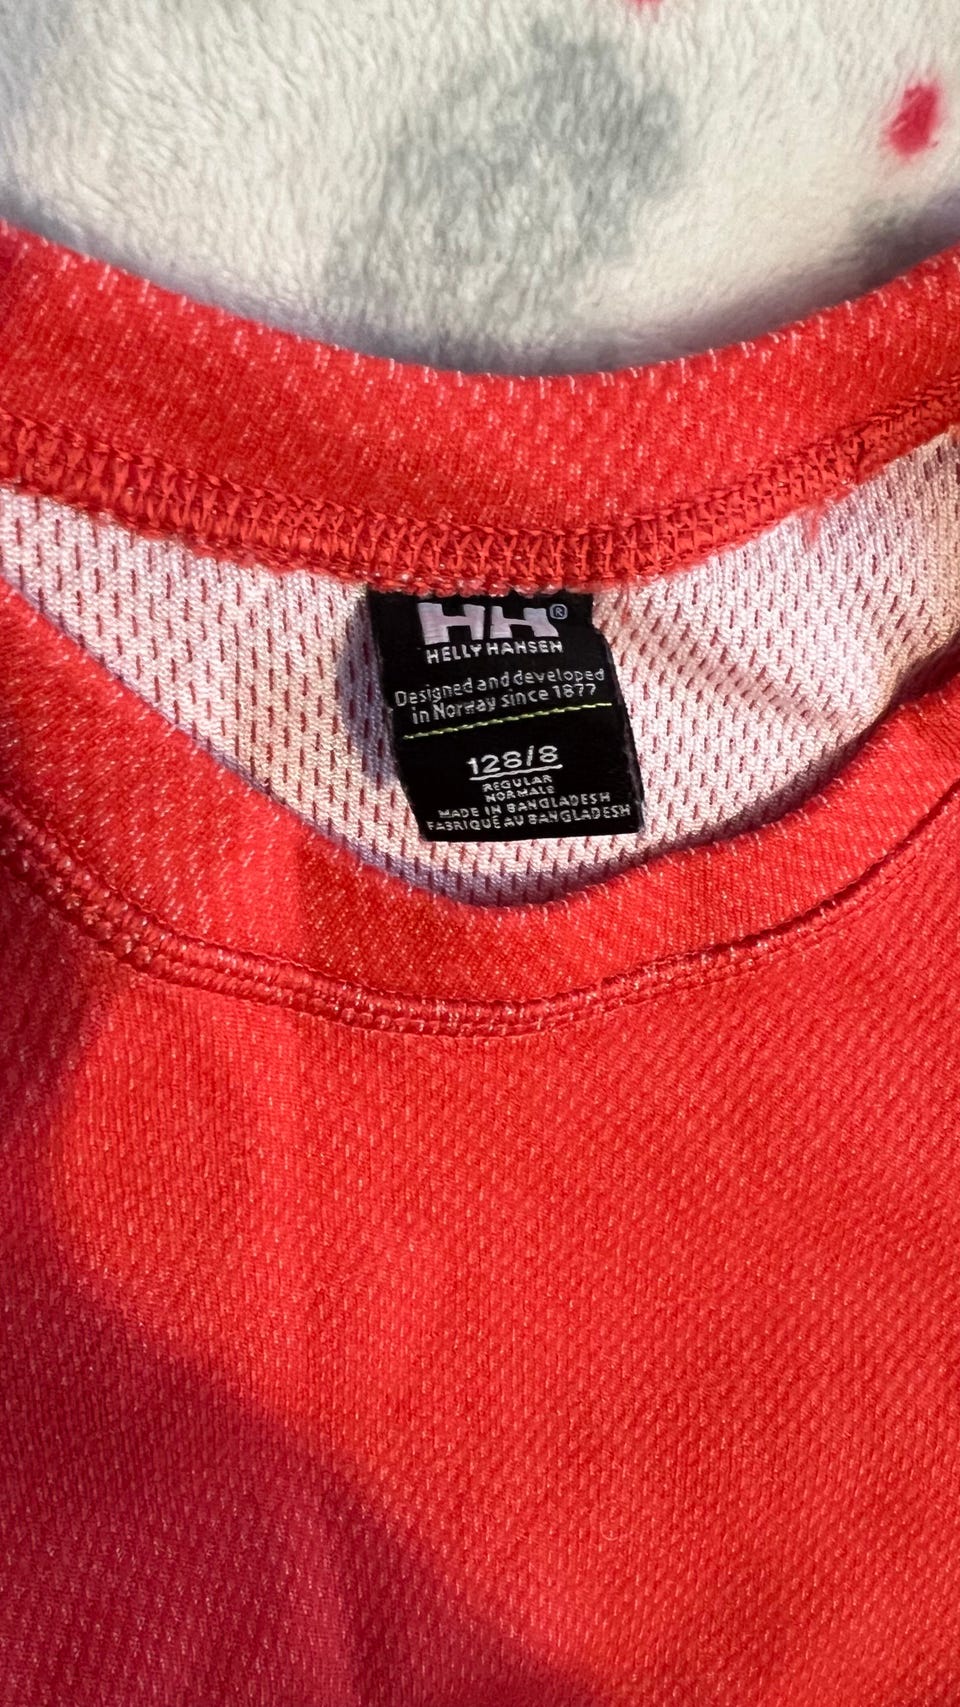 HH®
HELLY HANSEN
Designed and developed
in Norway since 1877
128/8
REGULAR
NORMALE
MADE IN BANGLADESH
FABRIQUÉ AU BANGLADESH